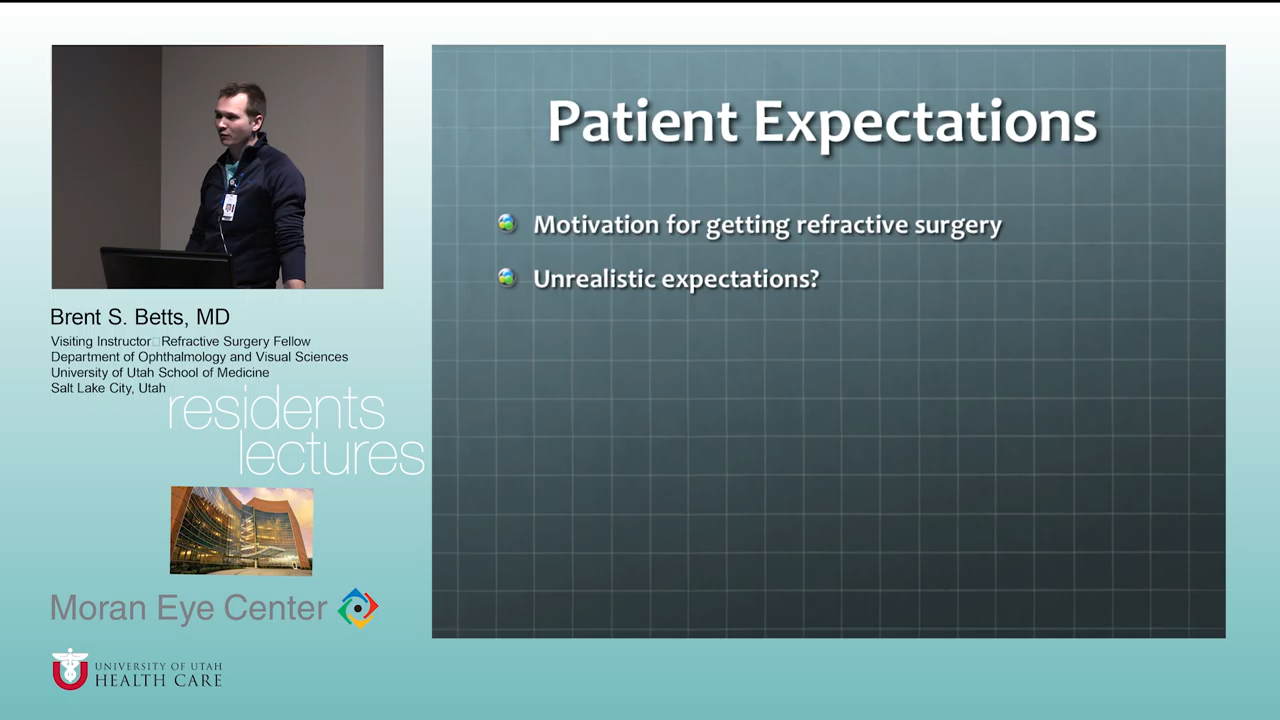 Patient Expectations
Motivation for getting refractive surgery
Unrealistic expectations?
Brent S. Betts, MD
Visiting Instructor Refractive Surgery Fellow
Department of Ophthalmology and Visual Sciences
University of Utah School of Medicine
Salt Lake City, Utah
residents
lectures
Moran Eye Center
UNIVERSITY OF UTAH
HEALTH CARE